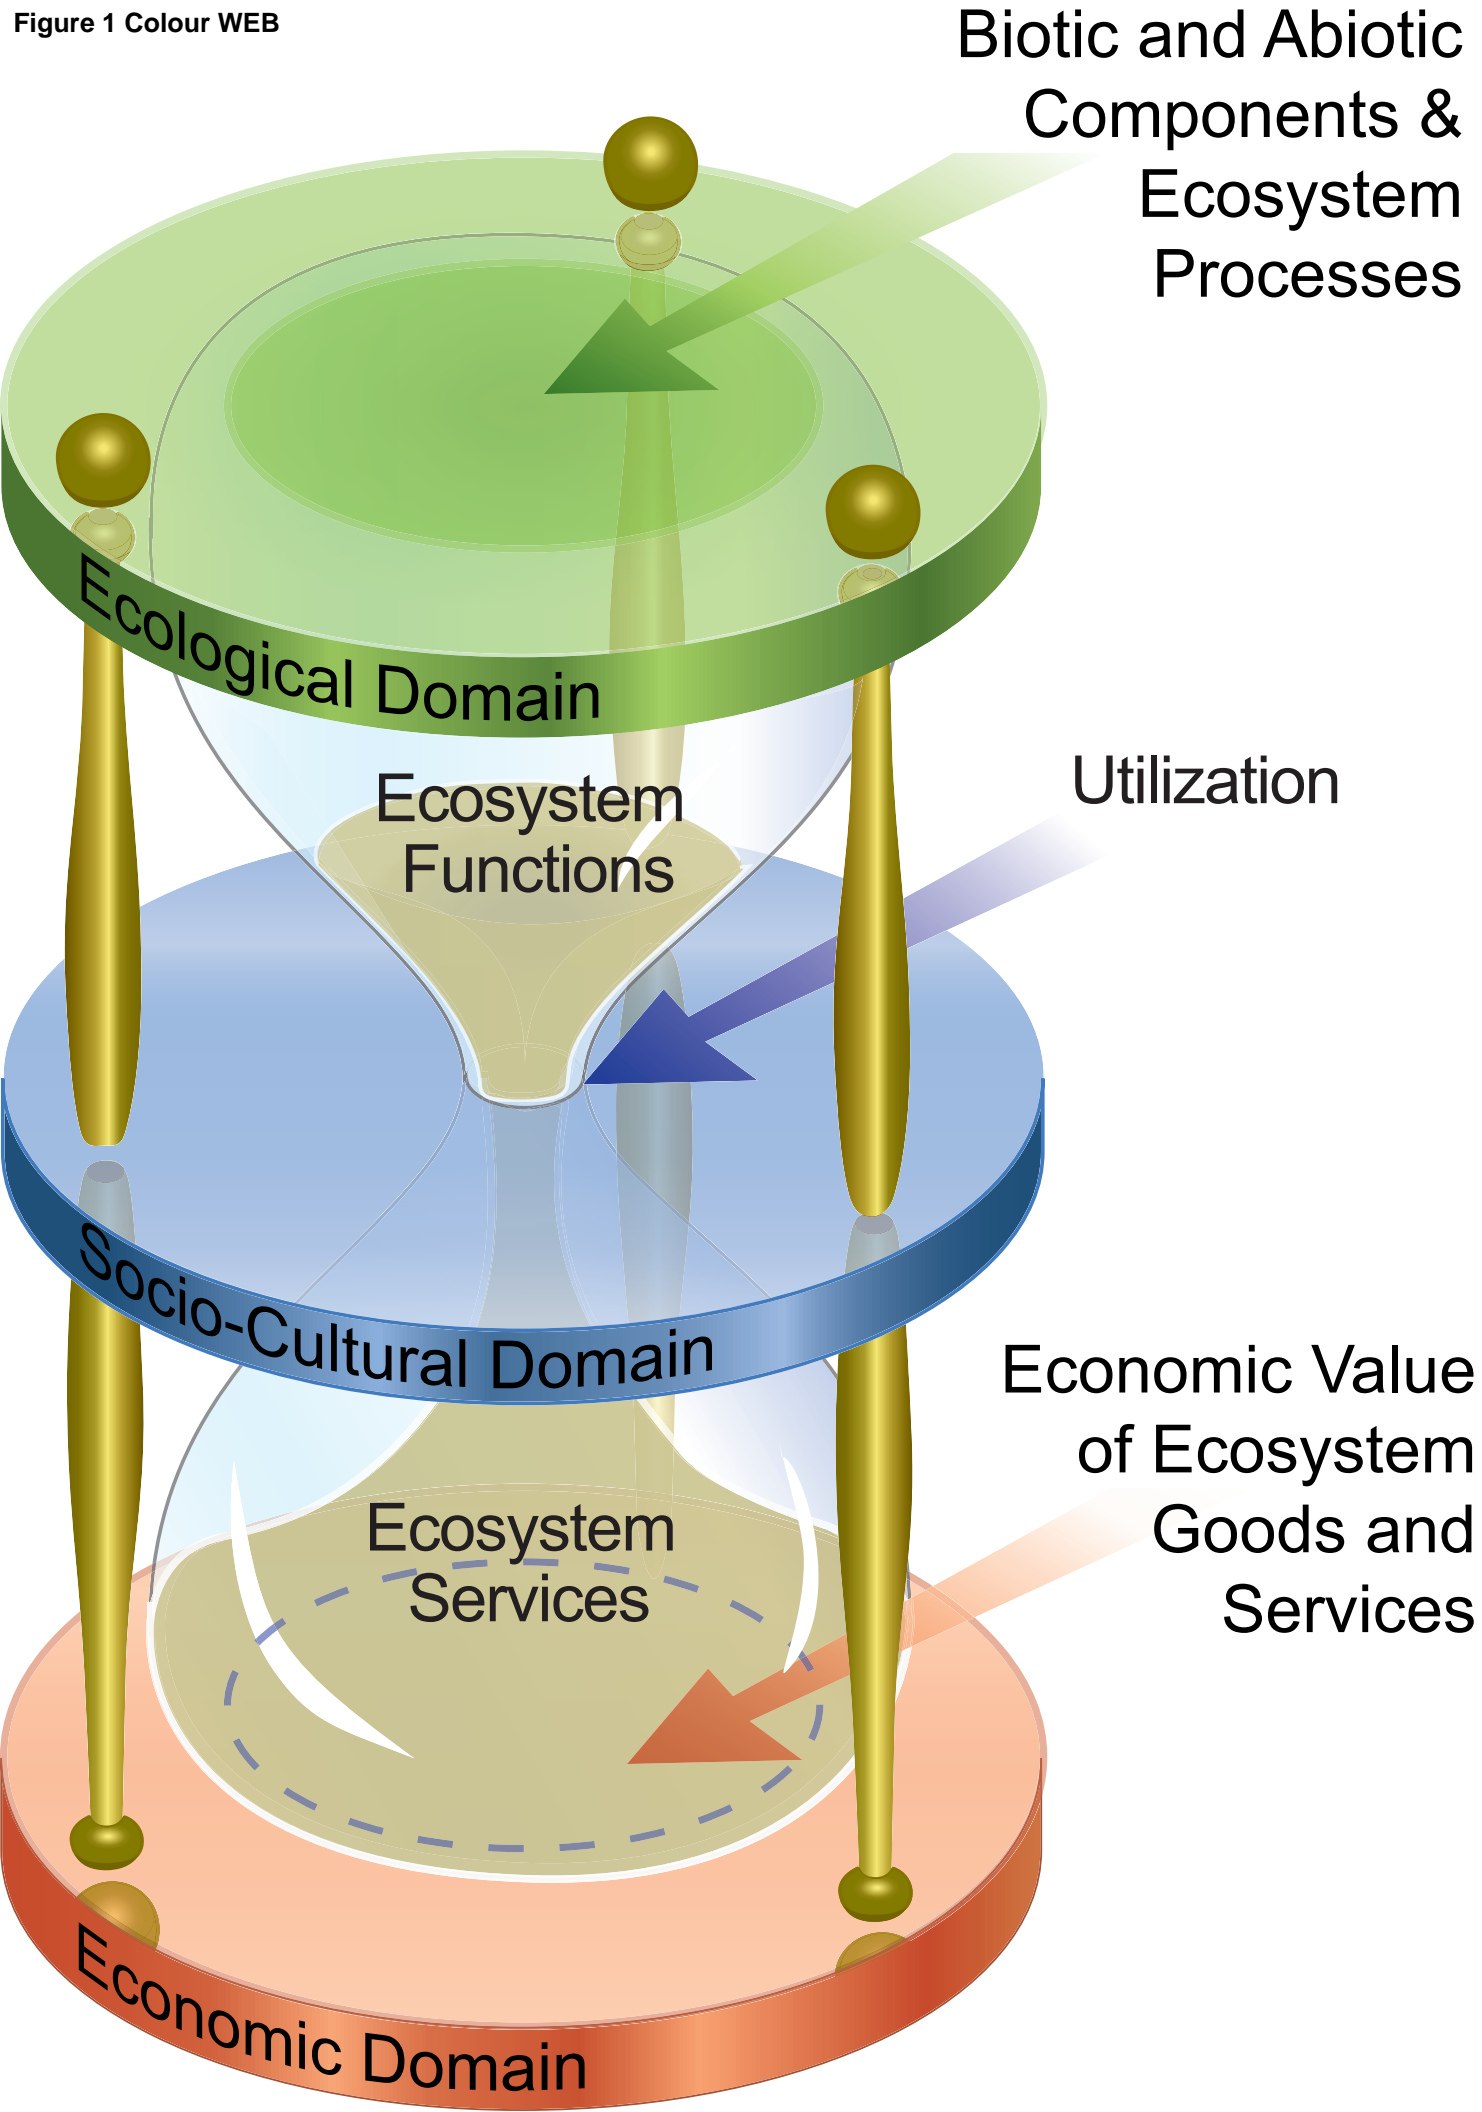 Figure 1 Colour WEB
Biotic and Abiotic
Components &
Ecosystem
Processes
Ecological Domain
Ecosystem
Functions
Utilization
Socio-Cultural Domain
Economic Value
of Ecosystem
Goods and
Services
Ecosystem
Services
Economic Domain